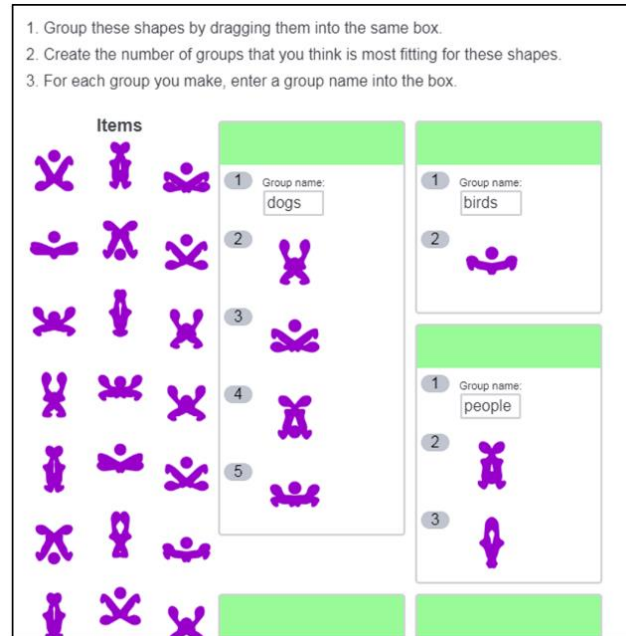 1. Group these shapes by dragging them into the same box.
2. Create the number of groups that you think is most fitting for these shapes.
3. For each group you make, enter a group name into the box.
Items
1 Group name:
dogs
2
3
4
5
1 Group name:
birds
2
1 Group name:
people
2
3